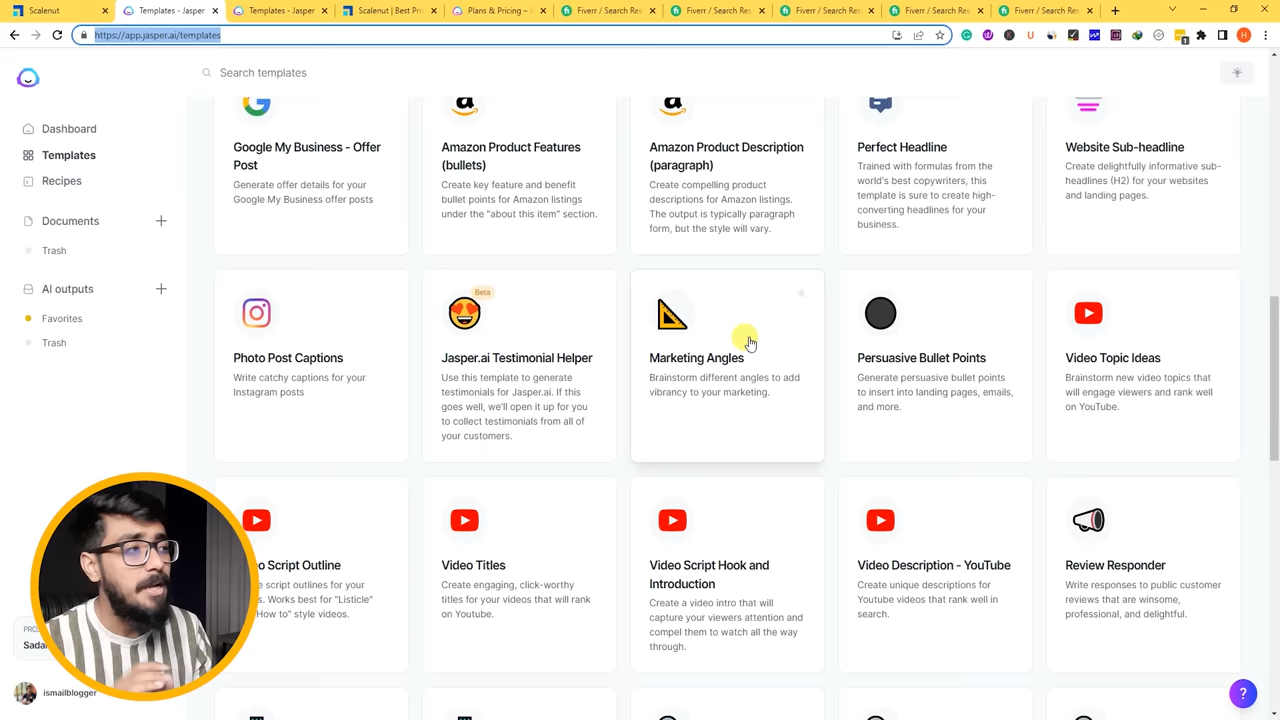 Scalenut
Templates - Jasper
Templates - Jasper
Scalenut | Best Pri
Plans & Pricing –
Fiverr / Search Res
Fiverr / Search Res
Fiverr / Search Res
Fiverr / Search Res
Fiverr / Search Res
https://app.jasper.ai/templates
Search templates
Dashboard
Templates
Recipes
Documents
Trash
AI outputs
Favorites
Trash
Google My Business - Offer
Post
Generate offer details for your
Google My Business offer posts
Amazon Product Features
(bullets)
Create key feature and benefit
bullet points for Amazon listings
under the "about this item" section.
Amazon Product Description
(paragraph)
Create compelling product
descriptions for Amazon listings.
The output is typically paragraph
form, but the style will vary.
Perfect Headline
Trained with formulas from the
world's best copywriters, this
template is sure to create high-
converting headlines for your
business.
Website Sub-headline
Create delightfully informative sub-
headlines (H2) for your websites
and landing pages.
Photo Post Captions
Write catchy captions for your
Instagram posts
Beta
Jasper.ai Testimonial Helper
Use this template to generate
testimonials for Jasper.ai. If this
goes well, we'll open it up for you
to collect testimonials from all of
your customers.
Marketing Angles
Brainstorm different angles to add
vibrancy to your marketing.
Persuasive Bullet Points
Generate persuasive bullet points
to insert into landing pages, emails,
and more.
Video Topic Ideas
Brainstorm new video topics that
will engage viewers and rank well
on YouTube.
o Script Outline
script outlines for your
Works best for "Listicle"
How to" style videos.
Video Titles
Create engaging, click-worthy
titles for your videos that will rank
on Youtube.
Video Script Hook and
Introduction
Create a video intro that will
capture your viewers attention and
compel them to watch all the way
through.
Video Description - YouTube
Create unique descriptions for
Youtube videos that rank well in
search.
Review Responder
Write responses to public customer
reviews that are winsome,
professional, and delightful.
Sada
ismailblogger
?